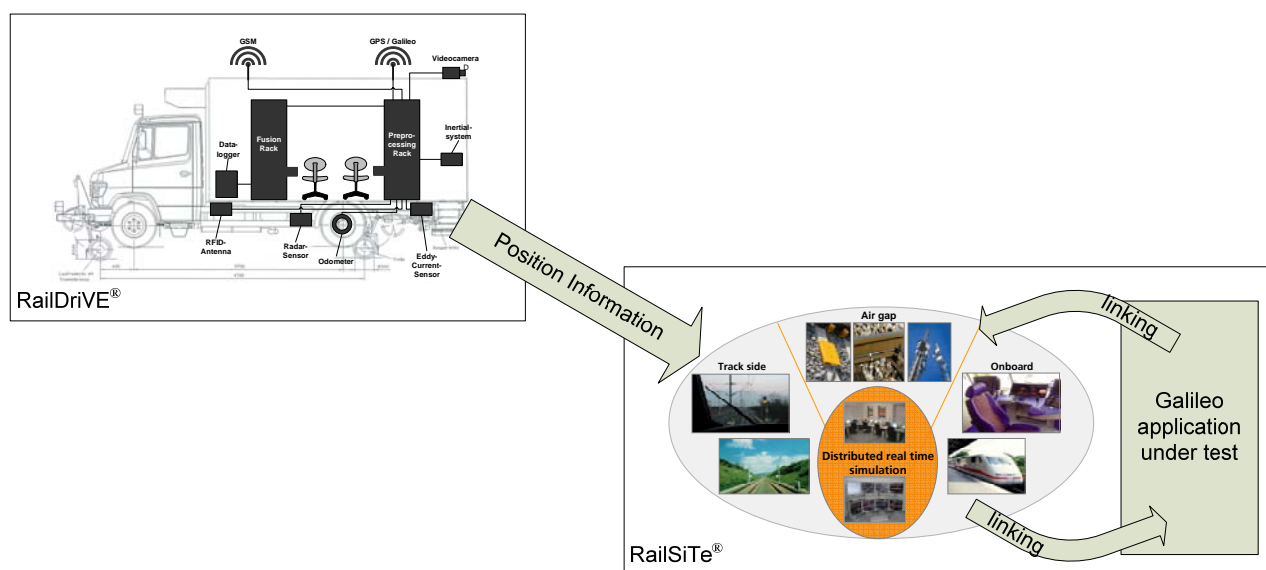 GSM
GPS / Galileo
Videocamera
Fusion
Rack
Prepro-
cessing
Rack
Inertial-
system
Data-
logger
RFID-
Antenna
Radar-
Sensor
Odometer
Eddy-
Current-
Sensor
RailDriVE®
Position Information
Air gap
Track side
Onboard
Distributed real time
simulation
linking
linking
Galileo
application
under test
RailSiTe®